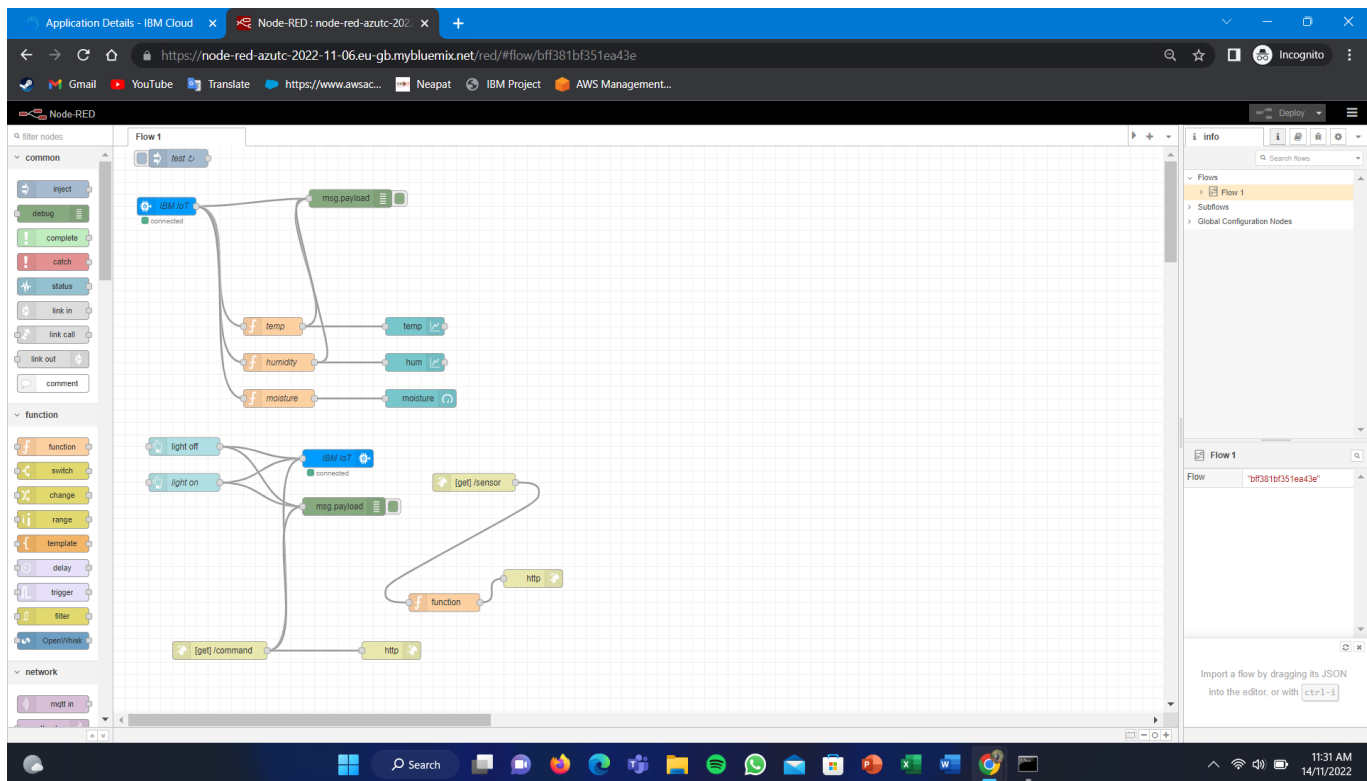 Application Details - IBM Cloud
Node-RED : node-red-azutc-202
https://node-red-azutc-2022-11-06.eu-gb.mybluemix.net/red/#flow/bff381bf351ea43e
Incognito
Gmail
YouTube
Translate
https://www.awsac...
Neapat
IBM Project
AWS Management...
Node-RED
Deploy
filter nodes
common
inject
debug
complete
catch
status
link in
link call
link out
comment
function
function
switch
change
range
template
delay
trigger
filter
OpenWhisk
network
mqtt in
Flow 1
test
IBM IoT
connected
msg.payload
temp
temp
humidity
hum
moisture
moisture
light off
light on
IBM IoT
connected
msg.payload
[get] /sensor
http
function
[get] /command
http
i info
Search flows
Flows
Flow 1
Subflows
Global Configuration Nodes
Flow 1
Flow
"bff381bf351ea43e"
Import a flow by dragging its JSON
into the editor, or with ctrl-i
Search
11:31 AM
14/11/2022